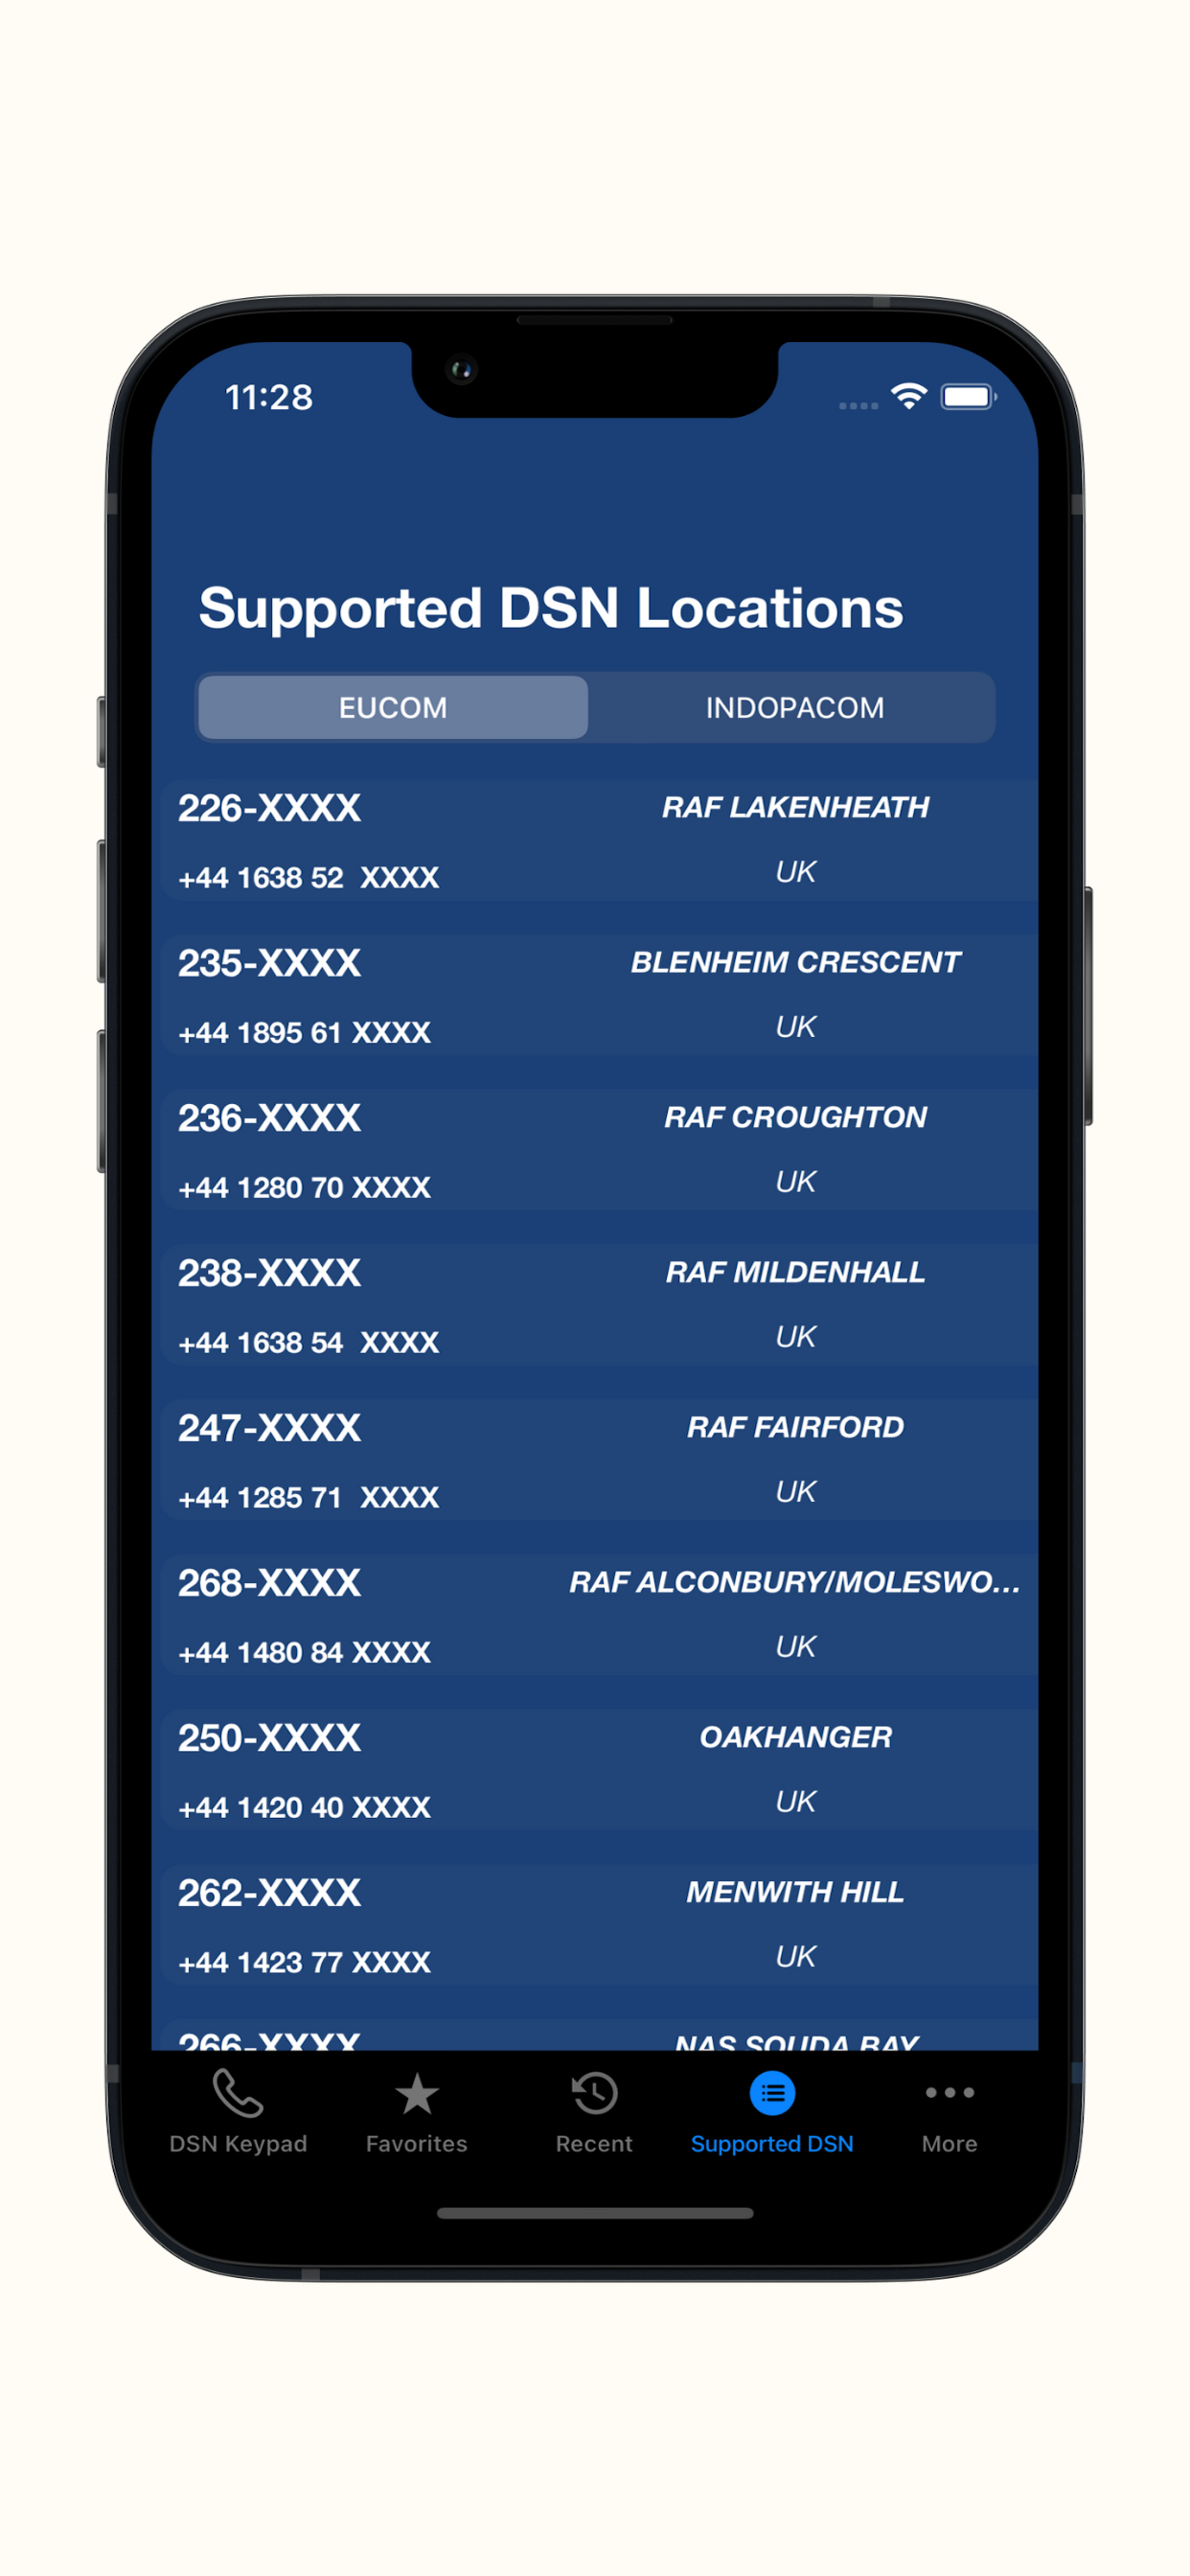 11:28
Supported DSN Locations
EUCOM INDOPACOM
226-XXXX RAF LAKENHEATH
+44 1638 52  XXXX UK
235-XXXX BLENHEIM CRESCENT
+44 1895 61 XXXX UK
236-XXXX RAF CROUGHTON
+44 1280 70 XXXX UK
238-XXXX RAF MILDENHALL
+44 1638 54  XXXX UK
247-XXXX RAF FAIRFORD
+44 1285 71  XXXX UK
268-XXXX RAF ALCONBURY/MOLESWO...
+44 1480 84 XXXX UK
250-XXXX OAKHANGER
+44 1420 40 XXXX UK
262-XXXX MENWITH HILL
+44 1423 77 XXXX UK
266-XXXX NAS SOUDA BAY
DSN Keypad Favorites Recent Supported DSN More